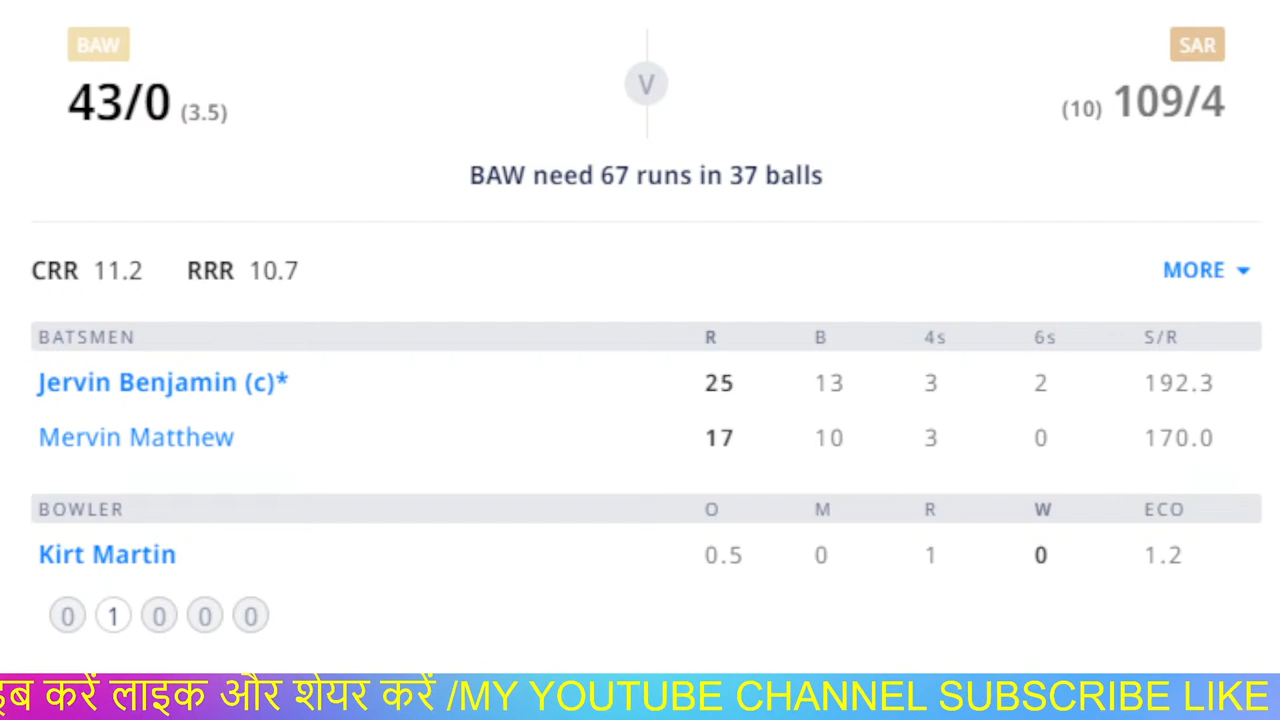 BAW
SAR
43/0 (3.5)
V
(10) 109/4
BAW need 67 runs in 37 balls
CRR 11.2 RRR 10.7
MORE
BATSMEN R B 4s 6s S/R
Jervin Benjamin (c)* 25 13 3 2 192.3
Mervin Matthew 17 10 3 0 170.0
BOWLER O M R W ECO
Kirt Martin 0.5 0 1 0 1.2
0 1 0 0 0
करें लाइक और शेयर करें /MY YOUTUBE CHANNEL SUBSCRIBE LIKE